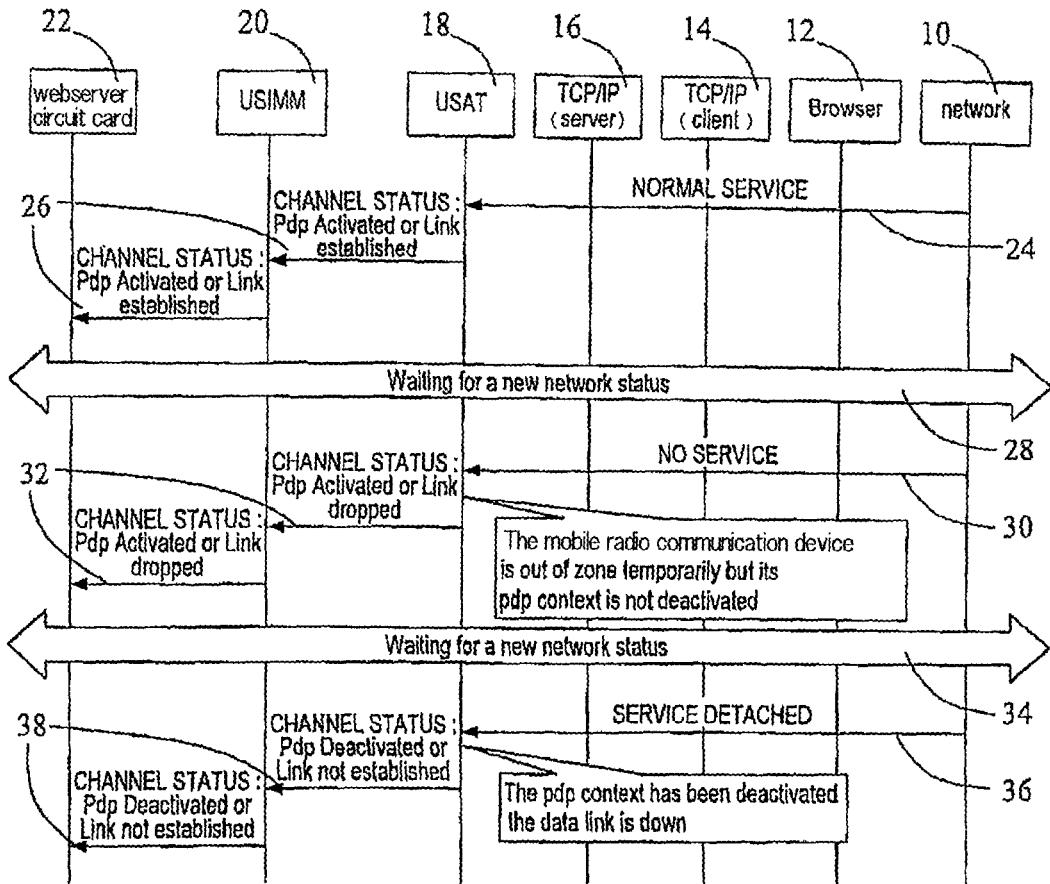 22
20
18
16
14
12
10
webserver
circuit card
USIMM
USAT
TCP/IP
(server)
TCP/IP
(client)
Browser
network
NORMAL SERVICE
24
CHANNEL STATUS :
Pdp Activated or Link
established
26
CHANNEL STATUS :
Pdp Activated or Link
established
Waiting for a new network status
28
NO SERVICE
30
CHANNEL STATUS :
Pdp Activated or Link
dropped
32
CHANNEL STATUS :
Pdp Activated or Link
dropped
The mobile radio communication device
is out of zone temporarily but its
pdp context is not deactivated
Waiting for a new network status
34
SERVICE DETACHED
36
CHANNEL STATUS :
Pdp Deactivated or
Link not established
38
CHANNEL STATUS :
Pdp Deactivated or
Link not established
The pdp context has been deactivated
the data link is down